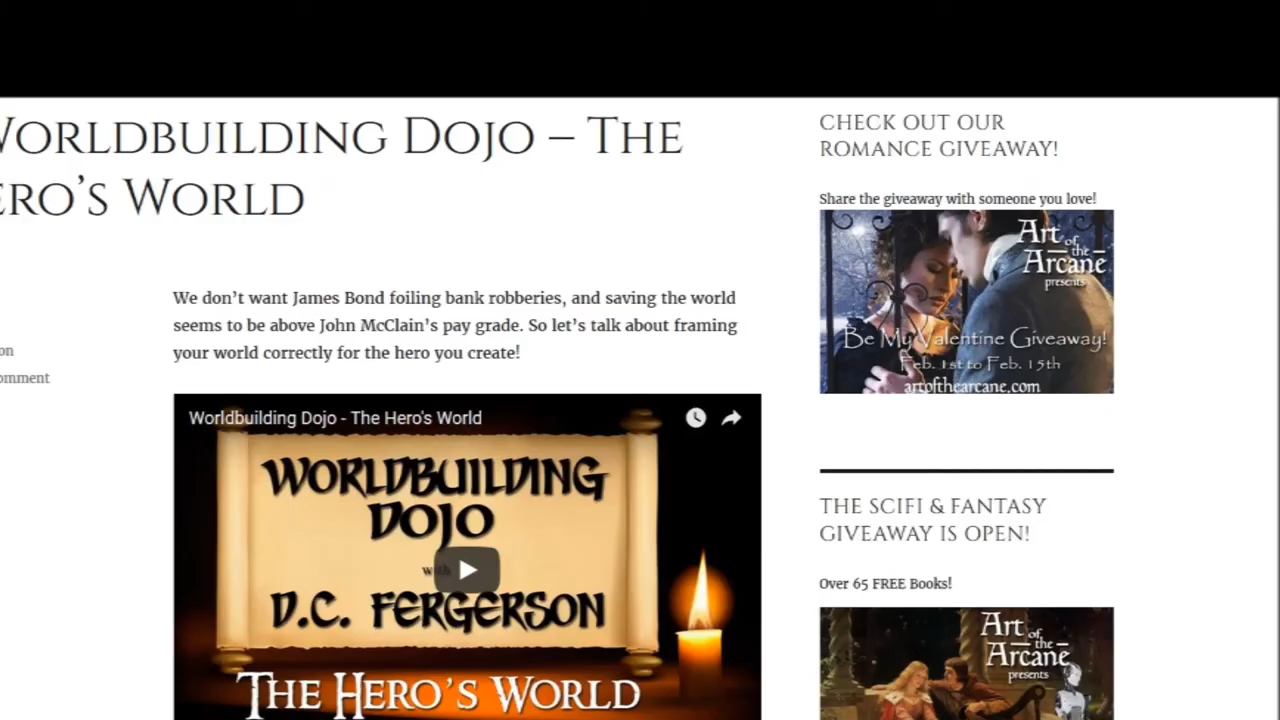 Worldbuilding Dojo – The
ero's World
on
omment
We don't want James Bond foiling bank robberies, and saving the world
seems to be above John McClain's pay grade. So let's talk about framing
your world correctly for the hero you create!
Worldbuilding Dojo - The Hero's World
WORLDBUILDING
DOJO
with
D.C. FERGERSON
THE HERO'S WORLD
CHECK OUT OUR
ROMANCE GIVEAWAY!
Share the giveaway with someone you love!
Art of the Arcane
presents
Be My Valentine Giveaway!
Feb. 1st to Feb. 15th
artofthearcane.com
THE SCIFI & FANTASY
GIVEAWAY IS OPEN!
Over 65 FREE Books!
Art of the Arcane
presents